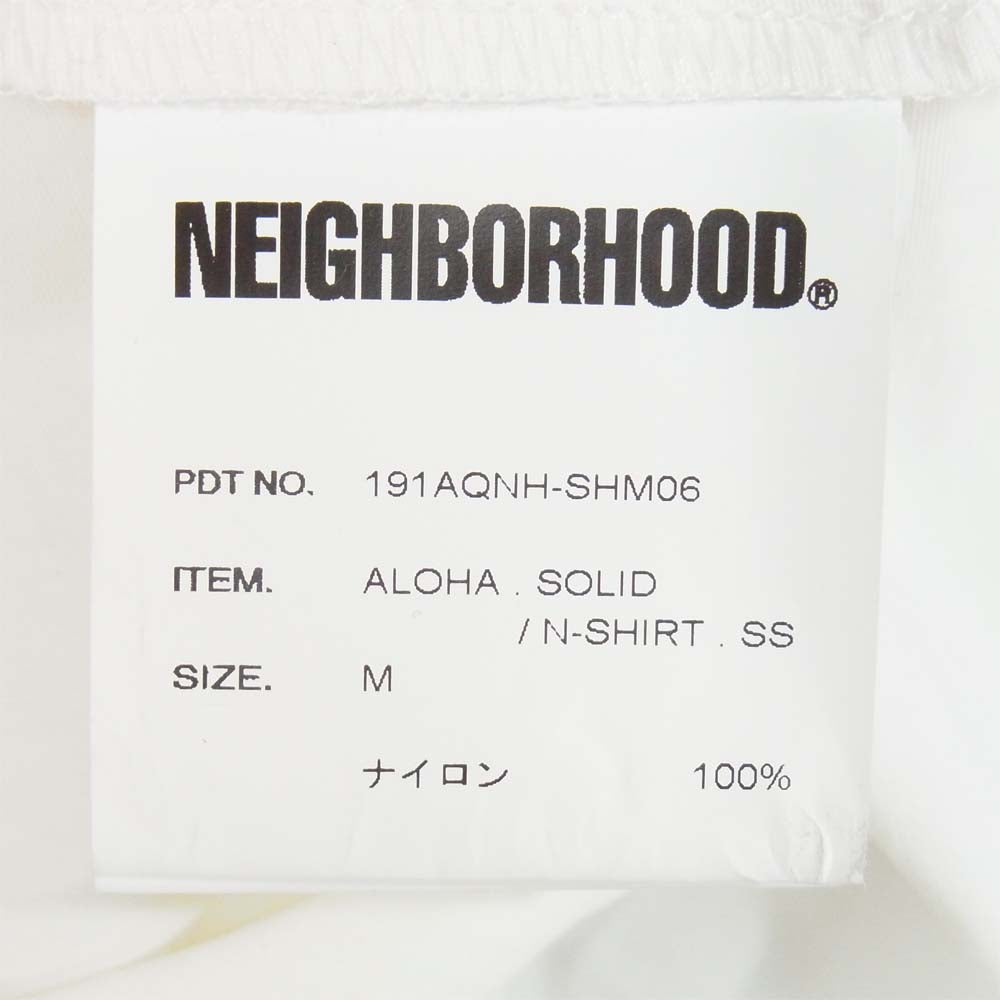 NEIGHBORHOOD®
PDT NO. 191AQNH-SHM06
ITEM. ALOHA . SOLID
/ N-SHIRT . SS
SIZE. M
ナイロン 100%